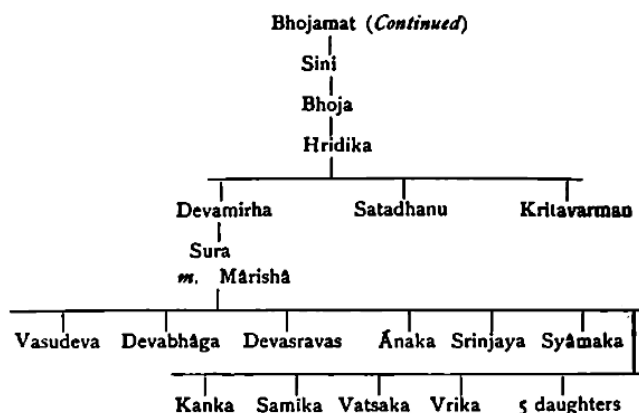 Bhojamat (Continued)
Sini
Bhoja
Hridika
Devamirha Satadhanu Kritavarman
Sura
m. Mârishâ
Vasudeva Devabhâga Devasravas Ánaka Srinjaya Syâmaka
Kanka Samika Vatsaka Vrika 5 daughters